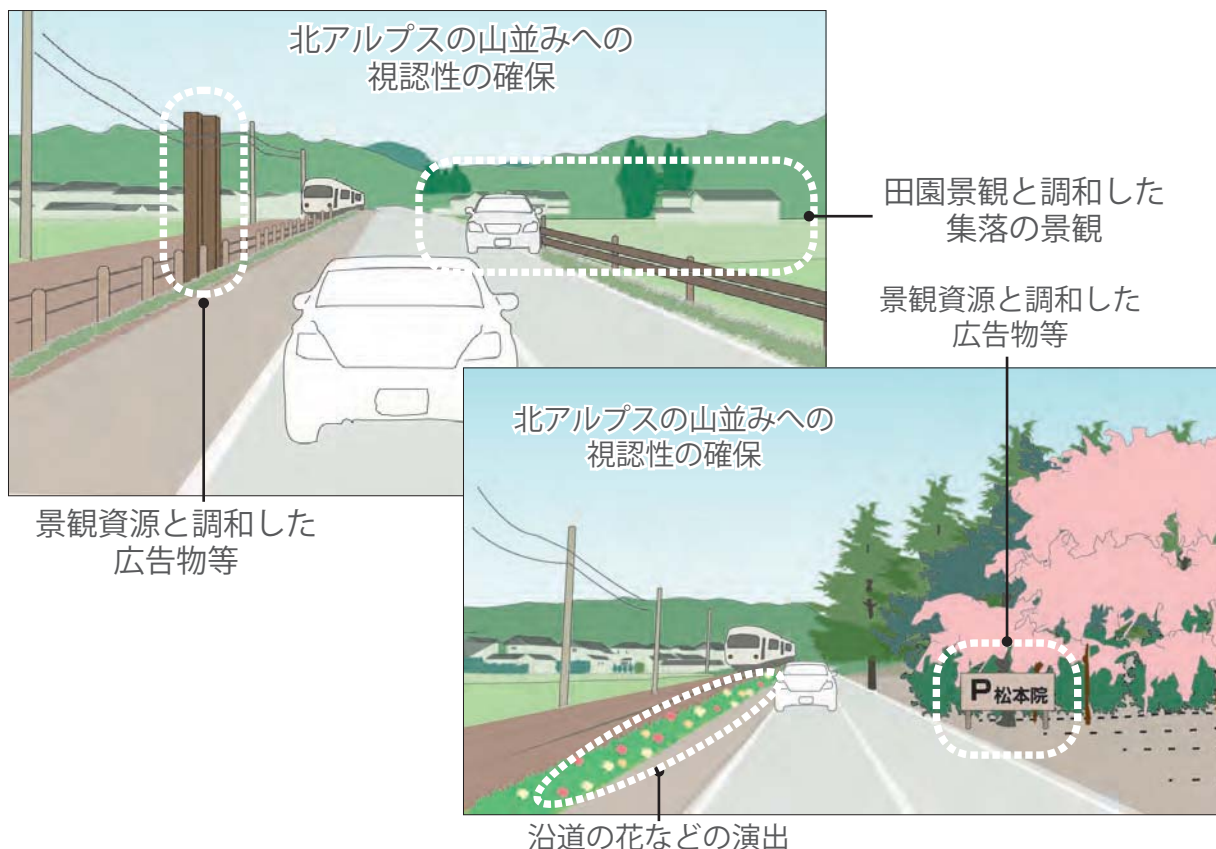 北アルプスの山並みへの
視認性の確保
田園景観と調和した
集落の景観
景観資源と調和した
広告物等
景観資源と調和した
広告物等
北アルプスの山並みへの
視認性の確保
P松本院
沿道の花などの演出